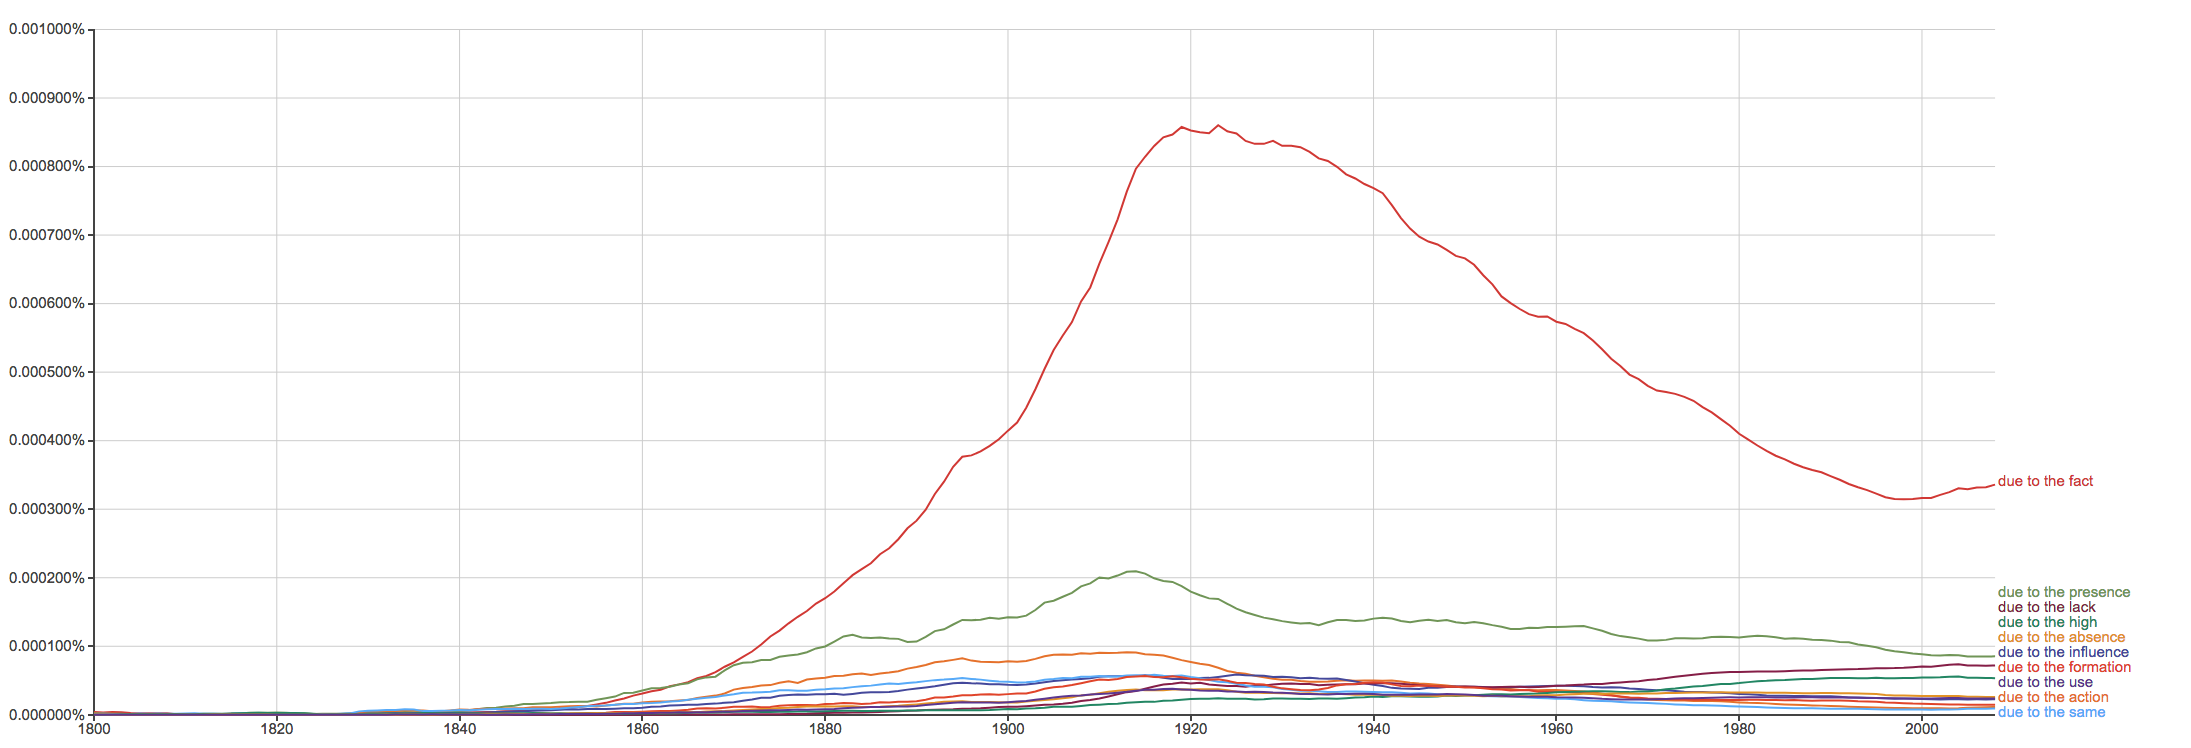 0.001000%
0.000900%
0.000800%
0.000700%
0.000600%
0.000500%
0.000400%
0.000300%
0.000200%
0.000100%
0.000000%
due to the fact
due to the presence
due to the lack
due to the high
due to the absence
due to the influence
due to the formation
due to the use
due to the action
due to the same
1800 1820 1840 1860 1880 1900 1920 1940 1960 1980 2000